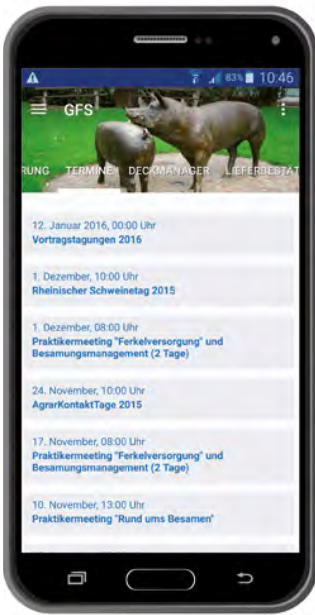 83% 10:46
GFS
RUNG TERMINE DECKMANAGER LIEFERBESTÄT
12. Januar 2016, 00:00 Uhr
Vortragstagungen 2016
1. Dezember, 10:00 Uhr
Rheinischer Schweinetag 2015
1. Dezember, 08:00 Uhr
Praktikermeeting "Ferkelversorgung" und
Besamungsmanagement (2 Tage)
24. November, 10:00 Uhr
AgrarKontaktTage 2015
17. November, 08:00 Uhr
Praktikermeeting "Ferkelversorgung" und
Besamungsmanagement (2 Tage)
10. November, 13:00 Uhr
Praktikermeeting "Rund ums Besamen"